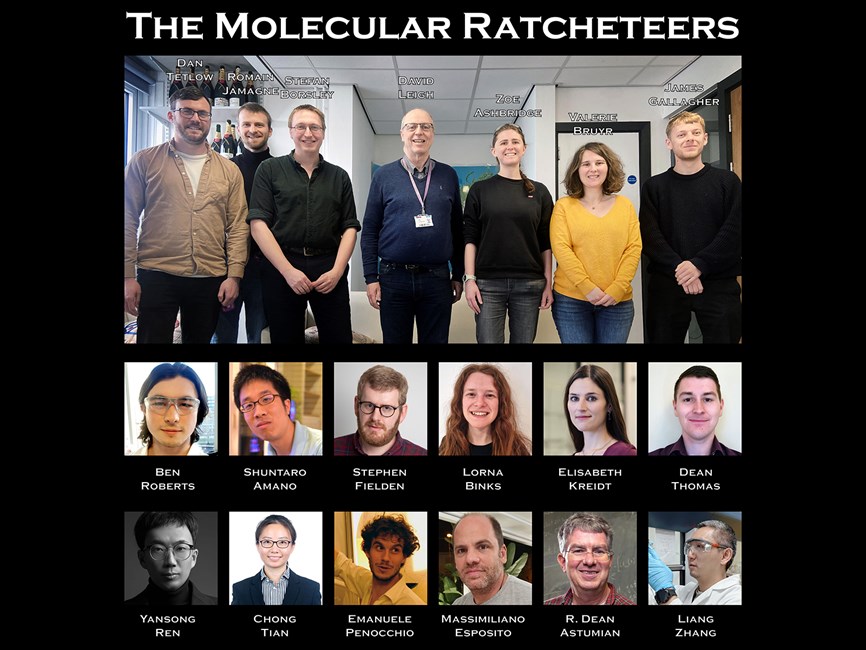 The Molecular Ratcheteers
Dan
Tetlow
Romain
Jamagne
Stefan
Borsley
David
Leigh
Zoe
Ashbridge
Valerie
Bruyr
James
Gallagher
Ben
Roberts
Shuntaro
Amano
Stephen
Fielden
Lorna
Binks
Elisabeth
Kreidt
Dean
Thomas
Yansong
Ren
Chong
Tian
Emanuele
Penocchio
Massimiliano
Esposito
R. Dean
Astumian
Liang
Zhang